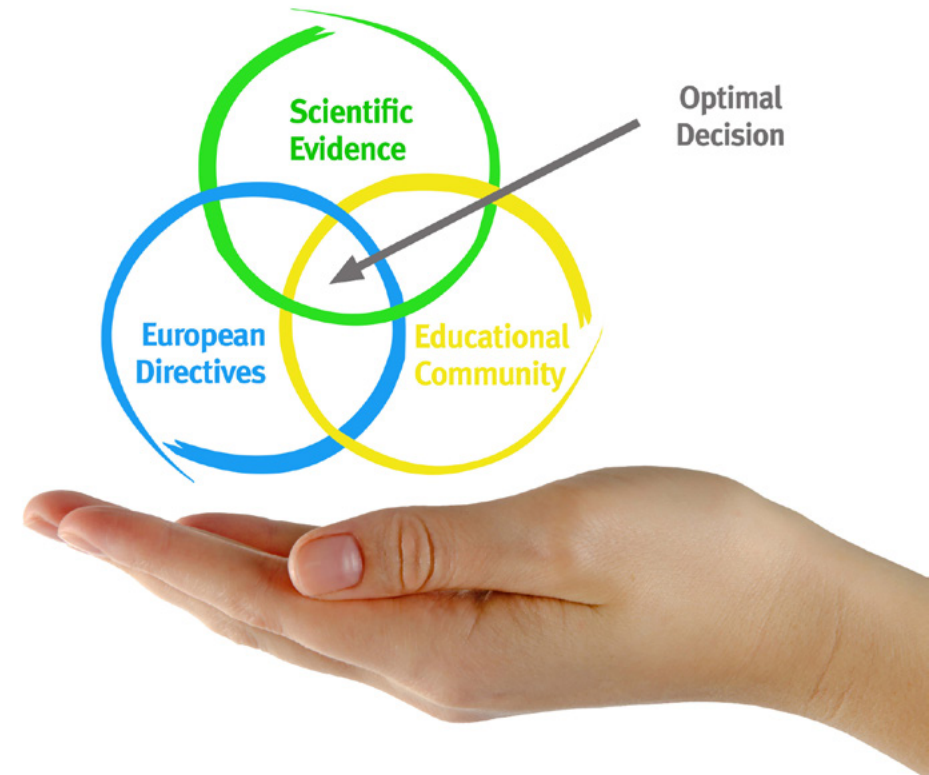 Scientific
Evidence
Optimal
Decision
European
Directives
Educational
Community